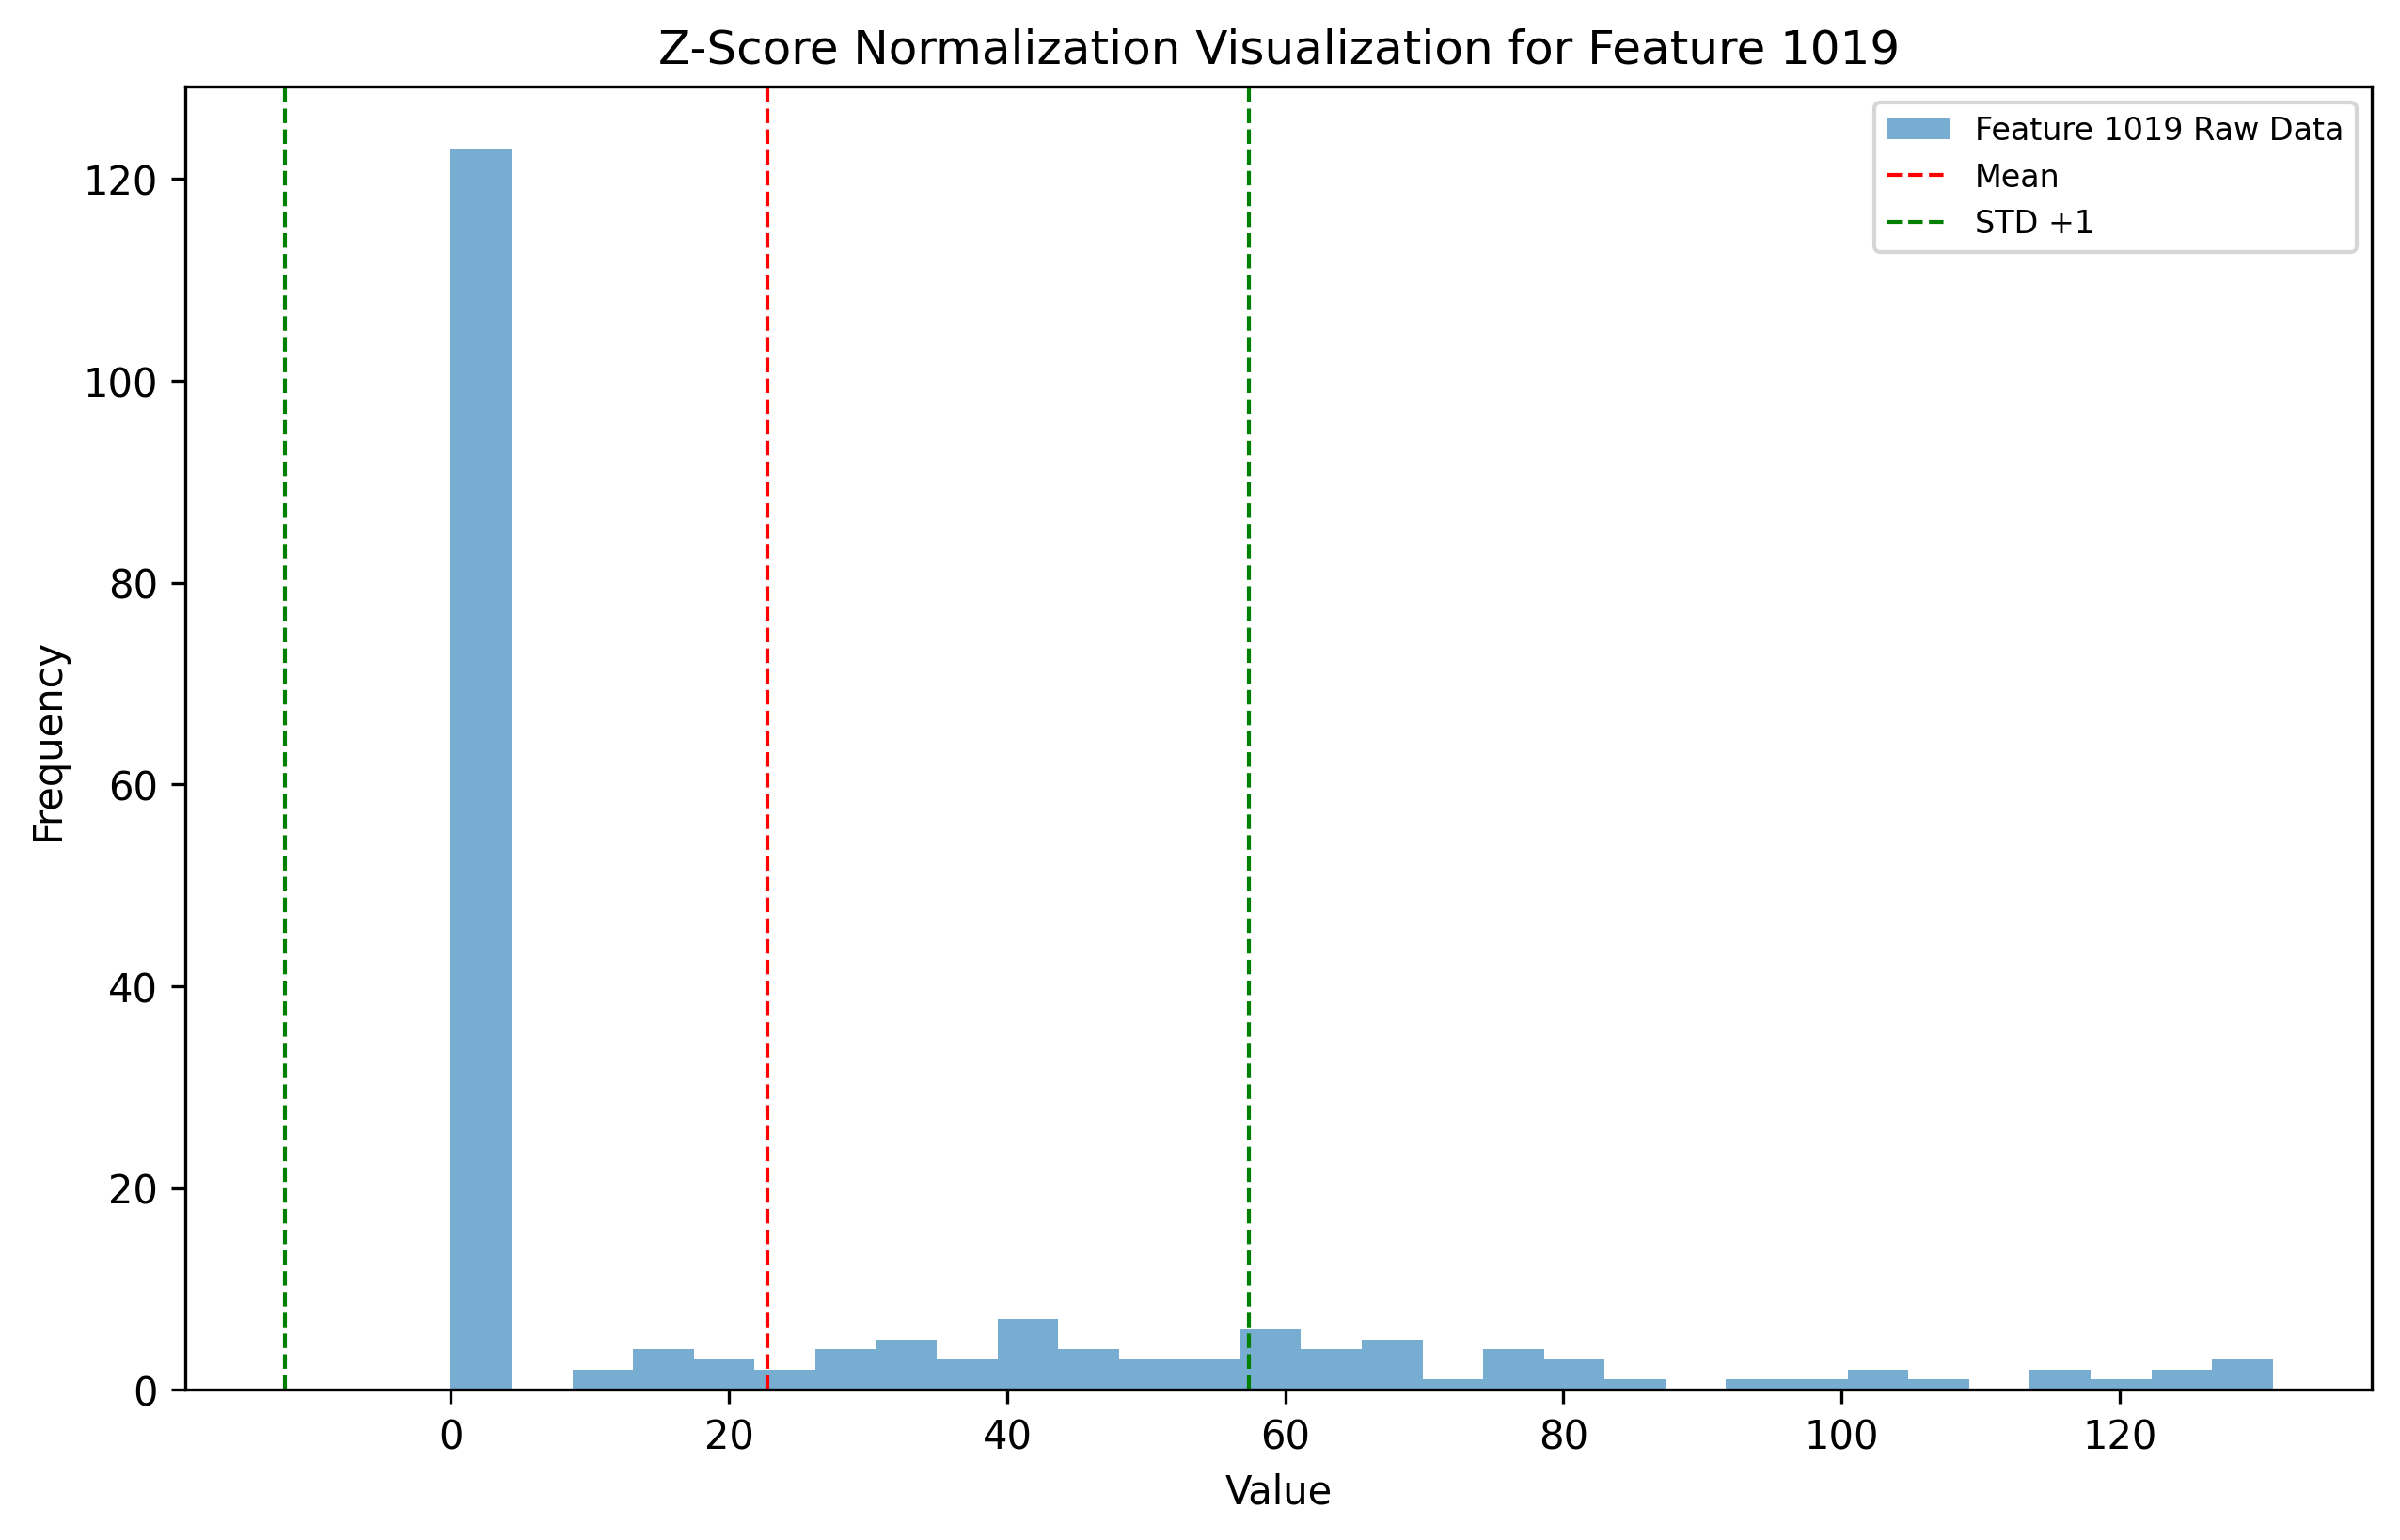 Z-Score Normalization Visualization for Feature 1019
Feature 1019 Raw Data
Mean
STD +1
120
100
80
60
40
20
0
Frequency
0 20 40 60 80 100 120
Value